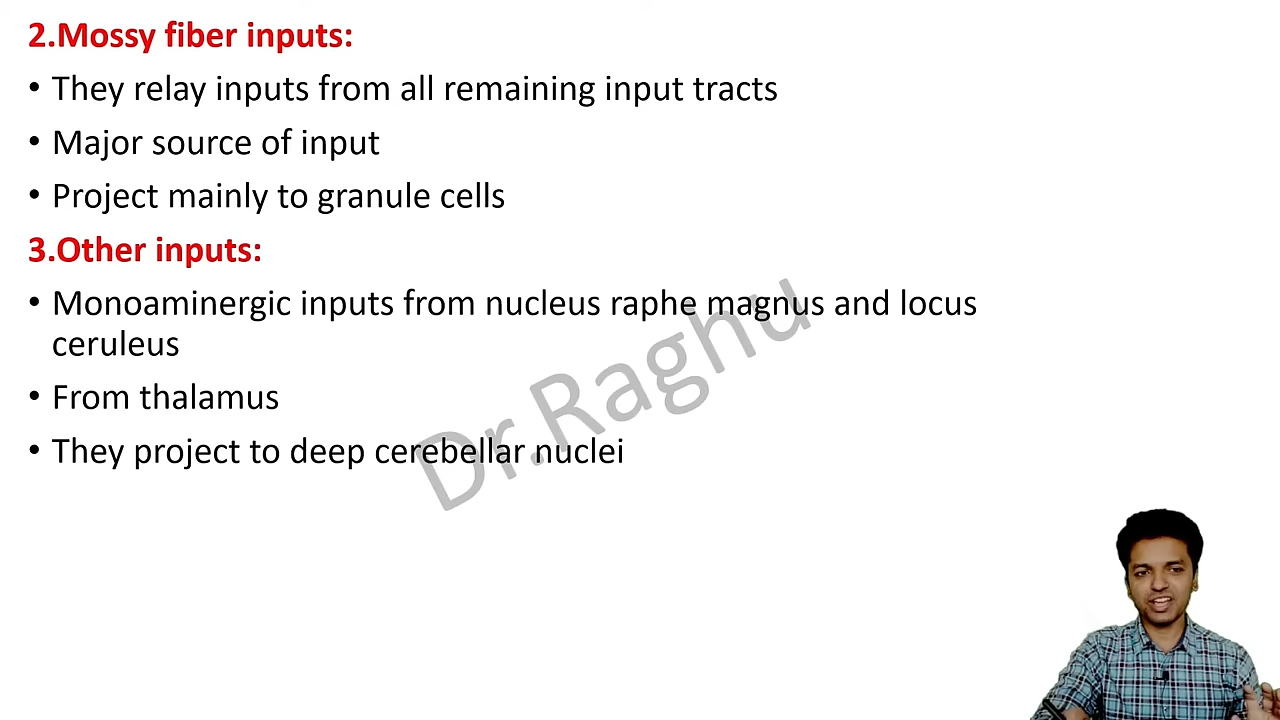 2.Mossy fiber inputs:
• They relay inputs from all remaining input tracts
• Major source of input
• Project mainly to granule cells
3.Other inputs:
• Monoaminergic inputs from nucleus raphe magnus and locus
ceruleus
• From thalamus
• They project to deep cerebellar nuclei
Dr.Raghu